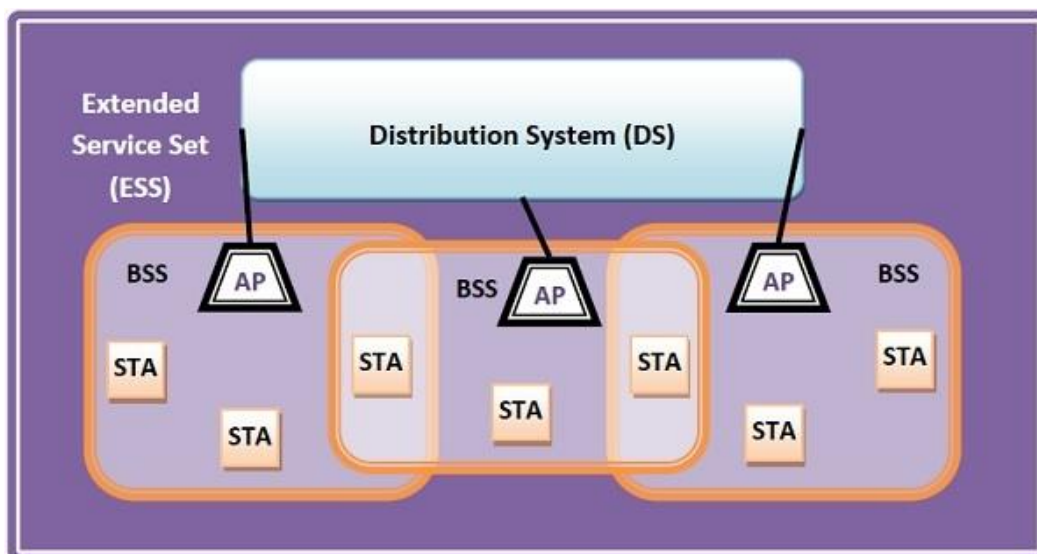 Extended
Service Set
(ESS)
Distribution System (DS)
BSS
AP
BSS
AP
AP
BSS
STA
STA
STA
STA
STA
STA
STA